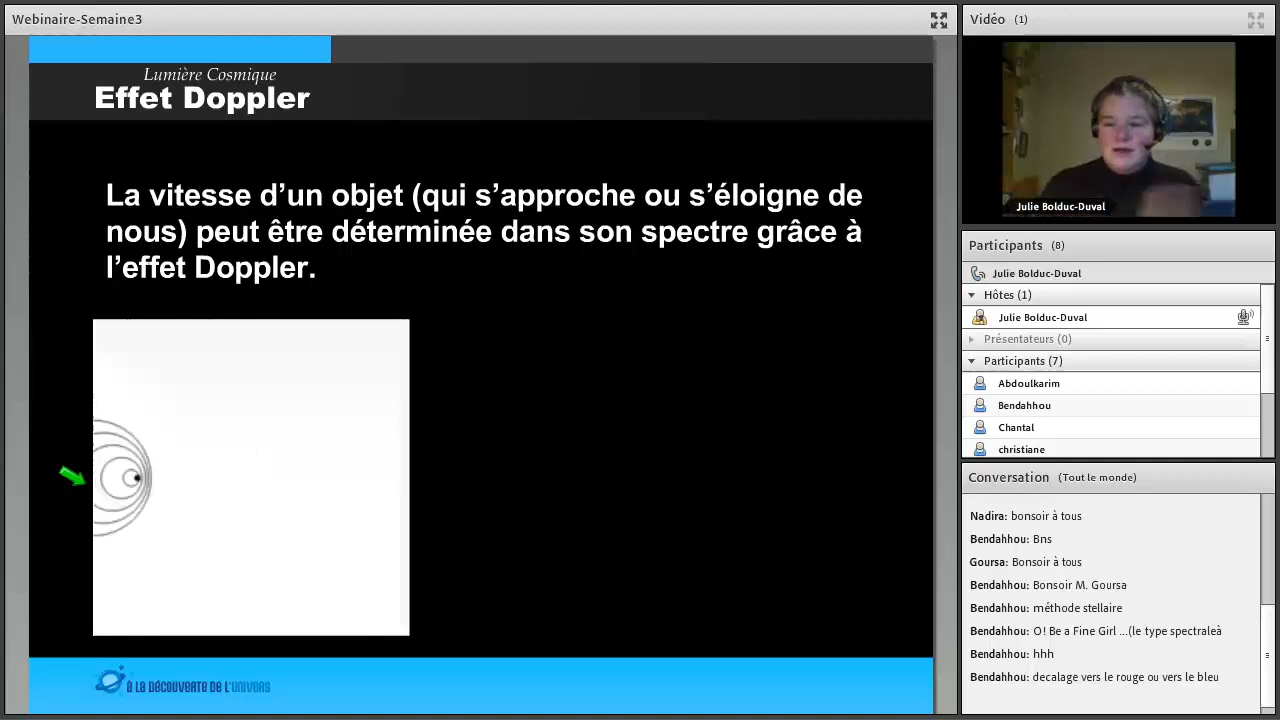 Webinaire-Semaine3
Lumière Cosmique
Effet Doppler
La vitesse d’un objet (qui s’approche ou s’éloigne de
nous) peut être déterminée dans son spectre grâce à
l’effet Doppler.
À LA DÉCOUVERTE DE L'UNIVERS
Vidéo (1)
Julie Bolduc-Duval
Participants (8)
Julie Bolduc-Duval
Hôtes (1)
Julie Bolduc-Duval
Présentateurs (0)
Participants (7)
Abdoulkarim
Bendahhou
Chantal
christiane
Conversation (Tout le monde)
Nadira: bonsoir à tous
Bendahhou: Bns
Goursa: Bonsoir à tous
Bendahhou: Bonsoir M. Goursa
Bendahhou: méthode stellaire
Bendahhou: O! Be a Fine Girl ...(le type spectraleà
Bendahhou: hhh
Bendahhou: decalage vers le rouge ou vers le bleu